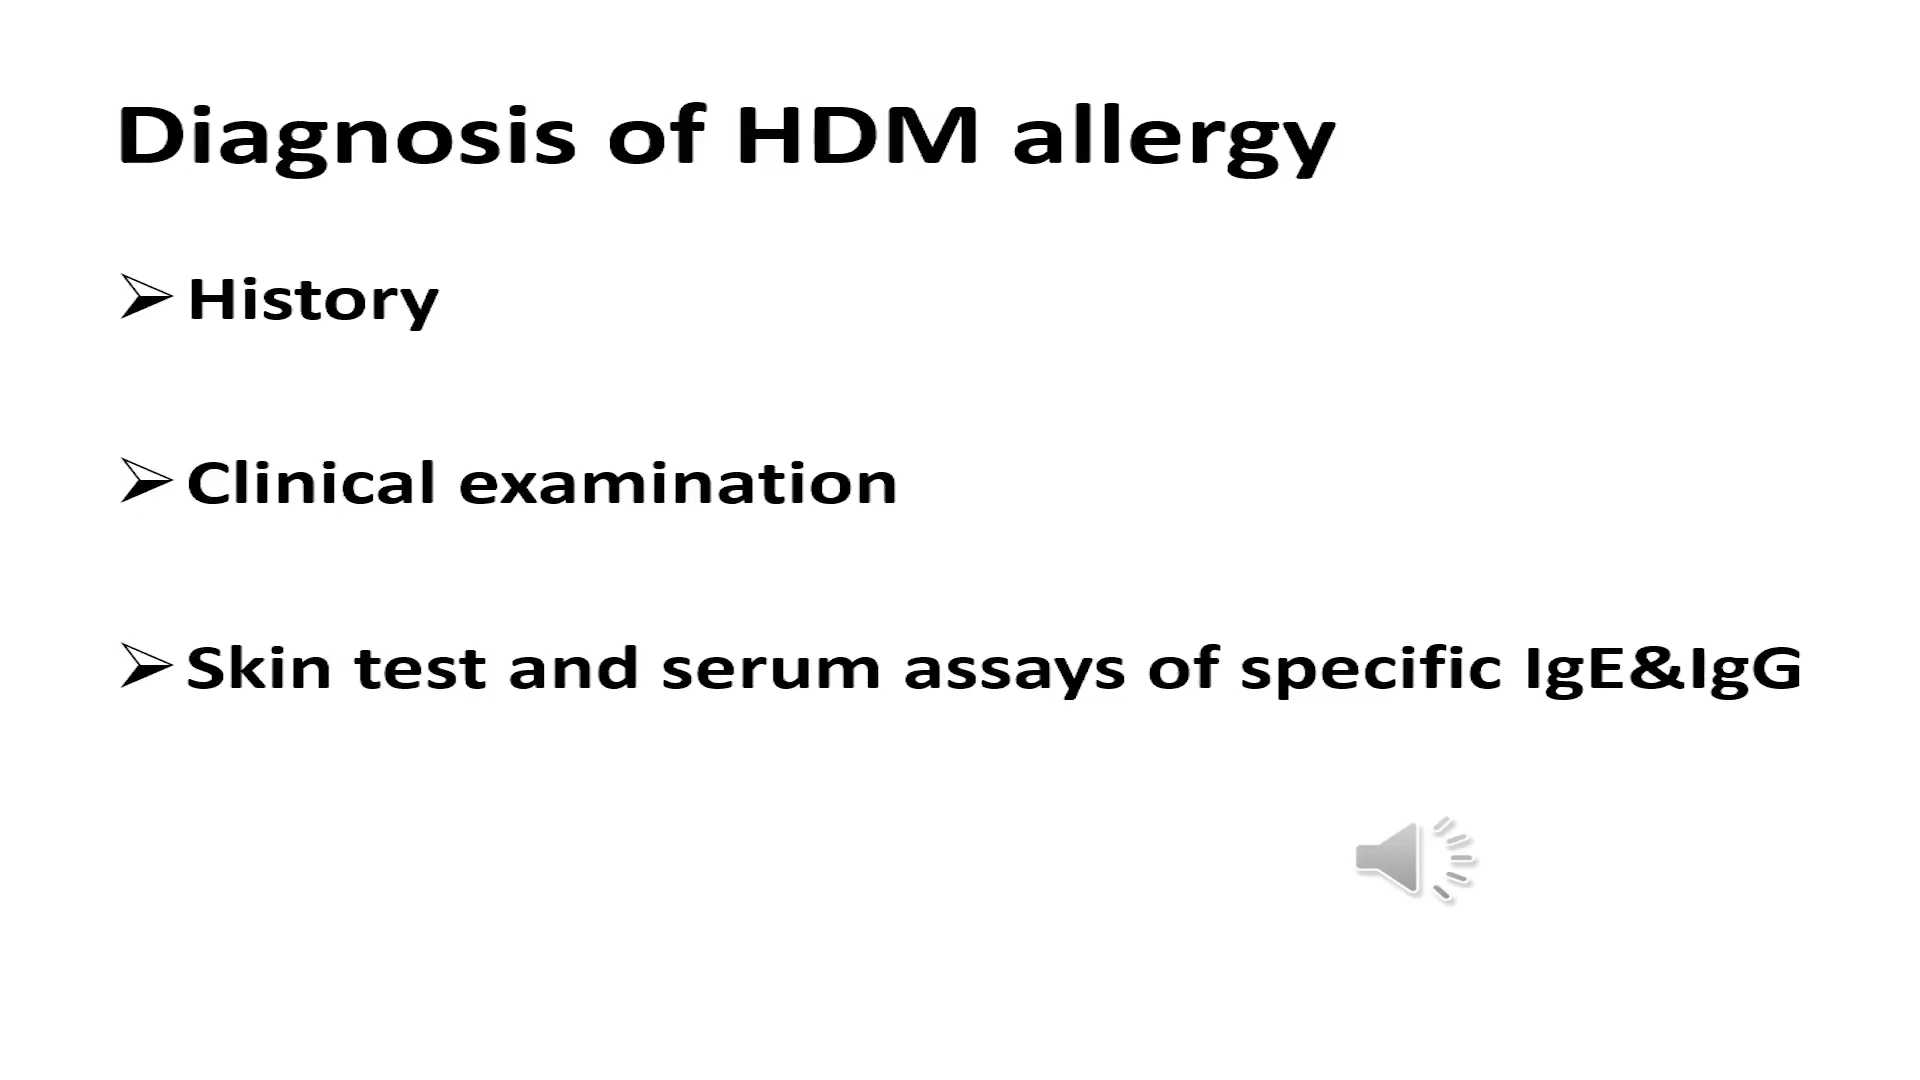 Diagnosis of HDM allergy
➢ History
➢ Clinical examination
➢ Skin test and serum assays of specific IgE&IgG